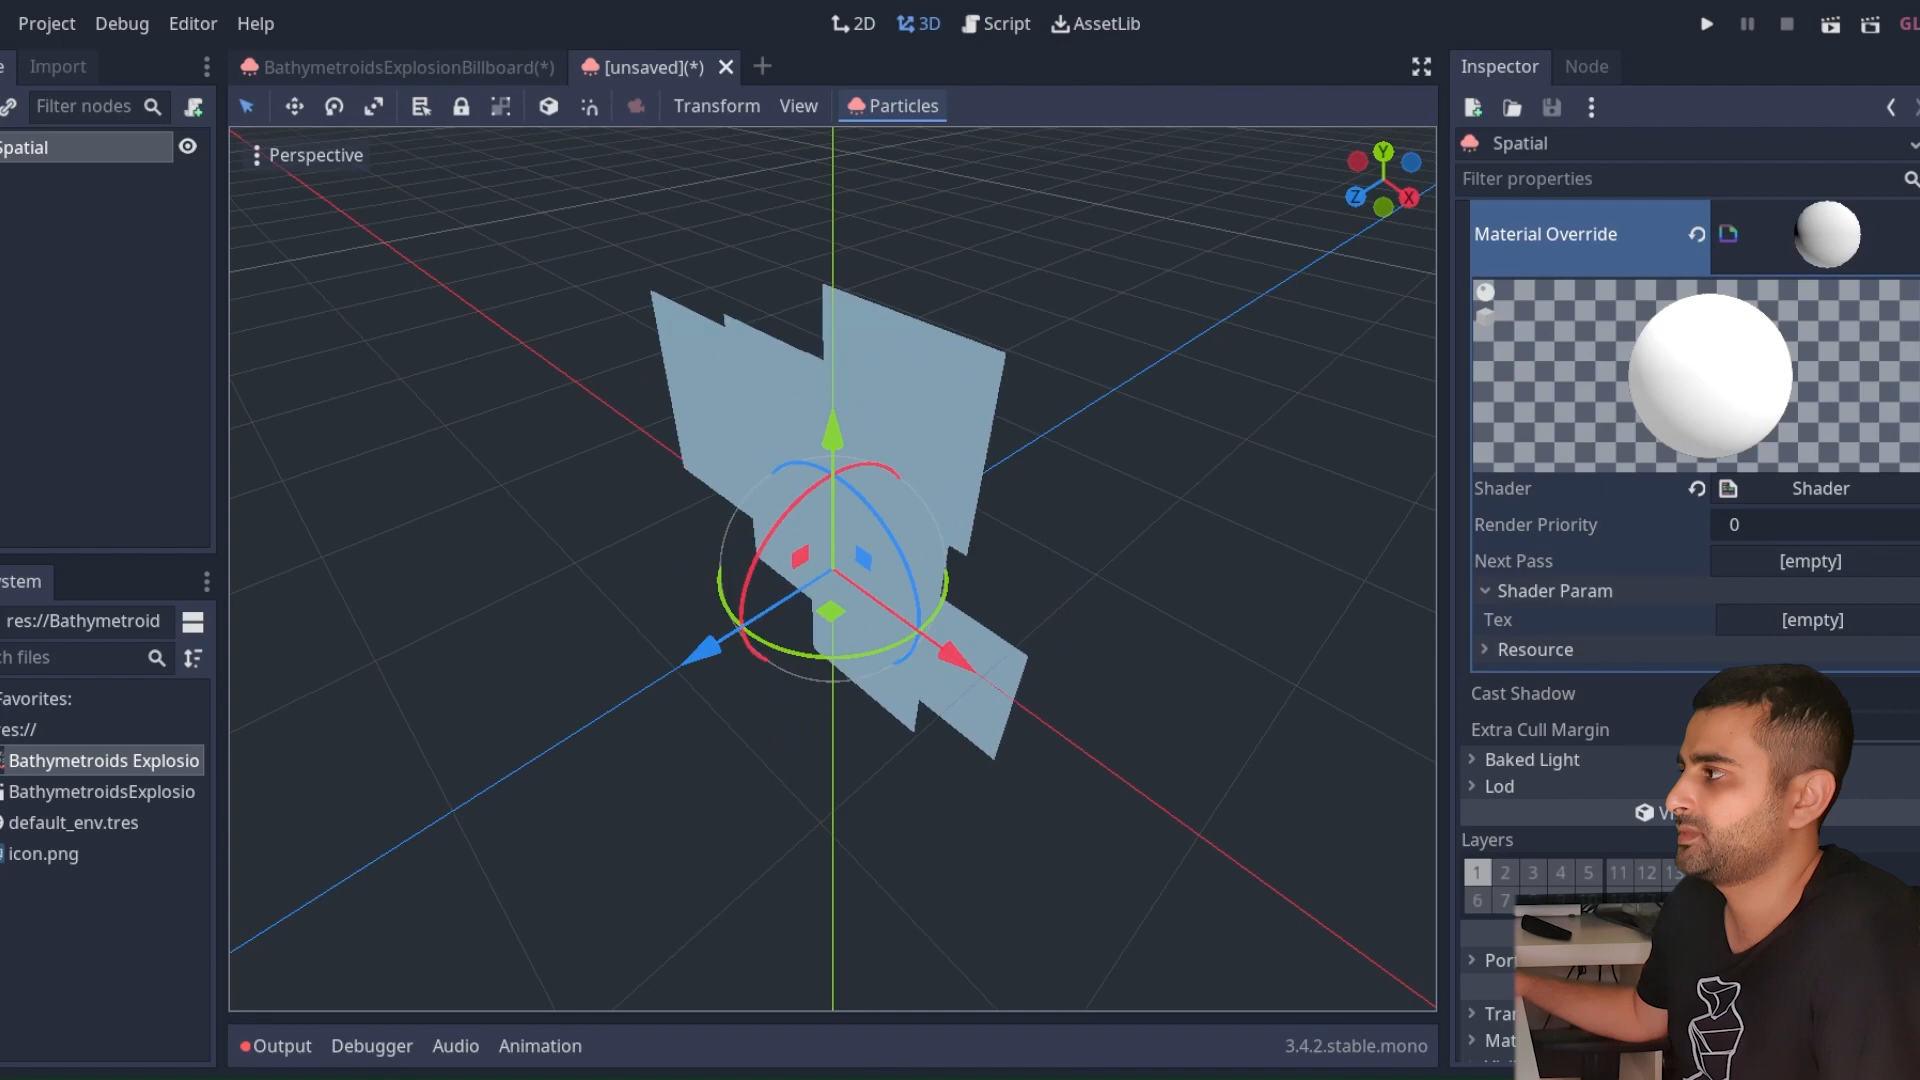 Project Debug Editor Help
2D 3D Script AssetLib
Import
BathymetroidsExplosionBillboard(*) [unsaved](*)
Inspector Node
Filter nodes
Transform View Particles
Spatial
Perspective
Y
Z
X
Spatial
Filter properties
Material Override
Shader Shader
Render Priority 0
Next Pass [empty]
Shader Param
Tex [empty]
Resource
Cast Shadow
Extra Cull Margin
Baked Light
Lod
Layers
1 2 3 4 5 11 12
6 7
res://Bathymetroid
Favorites:
res://
Bathymetroids Explosio
BathymetroidsExplosio
default_env.tres
icon.png
Output Debugger Audio Animation 3.4.2.stable.mono